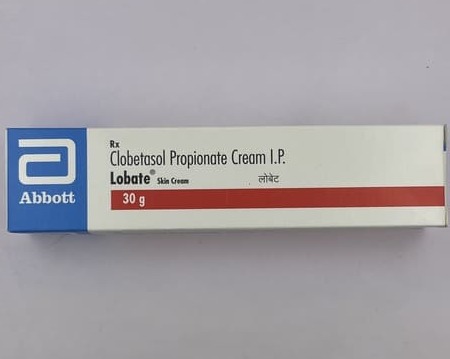 Abbott
Rx
Clobetasol Propionate Cream I.P.
Lobate® Skin Cream लोबेट
30 g